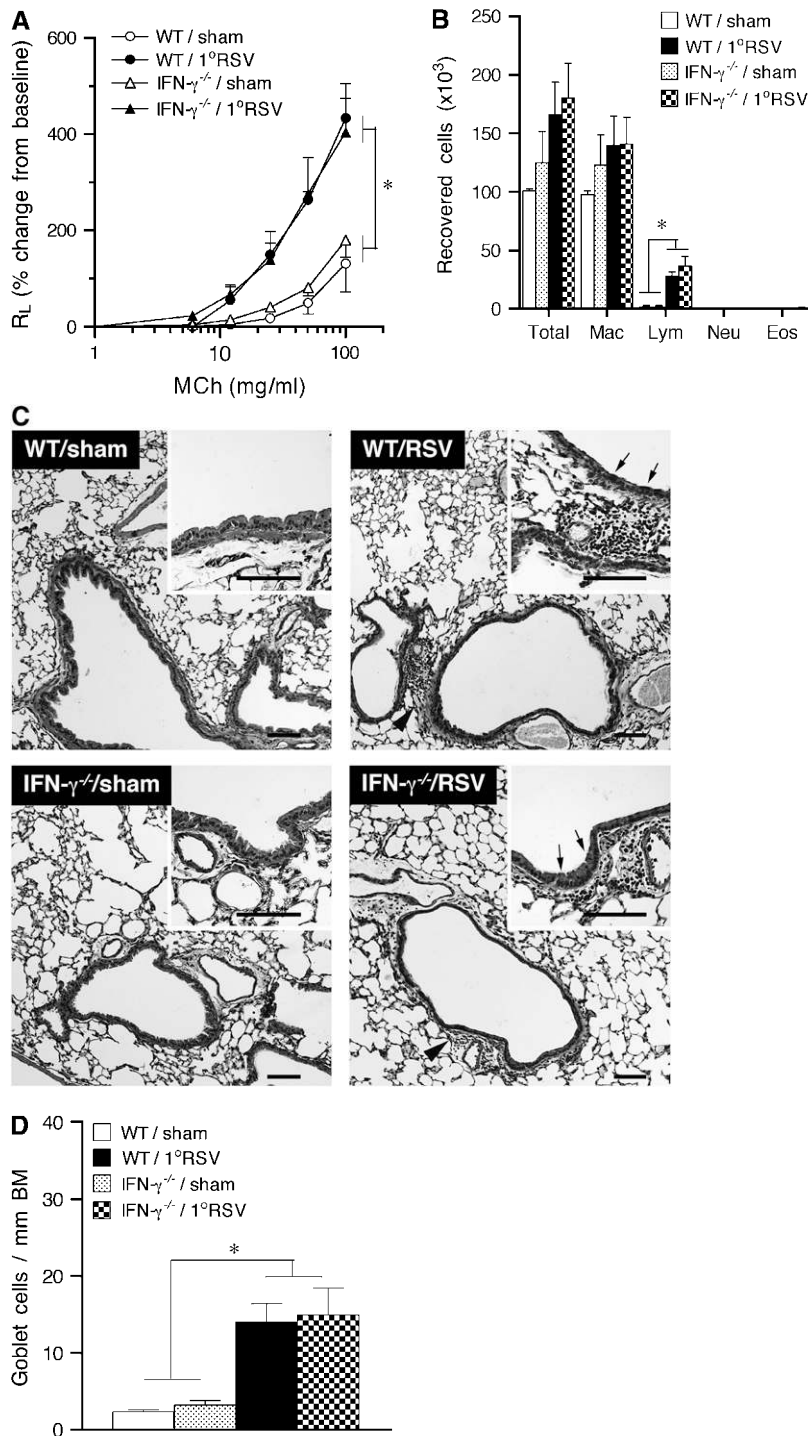 A
600
400
200
0
1
10
100
R_L (% change from baseline)
MCh (mg/ml)
WT / sham
WT / 1°RSV
IFN-γ-/- / sham
IFN-γ-/- / 1°RSV
*
B
250
200
150
100
50
0
Recovered cells (x10³)
WT / sham
WT / 1°RSV
IFN-γ-/- / sham
IFN-γ-/- / 1°RSV
*
Total Mac Lym Neu Eos
C
WT/sham
WT/RSV
IFN-γ-/-/sham
IFN-γ-/-/RSV
D
40
30
20
10
0
Goblet cells / mm BM
WT / sham
WT / 1°RSV
IFN-γ-/- / sham
IFN-γ-/- / 1°RSV
*